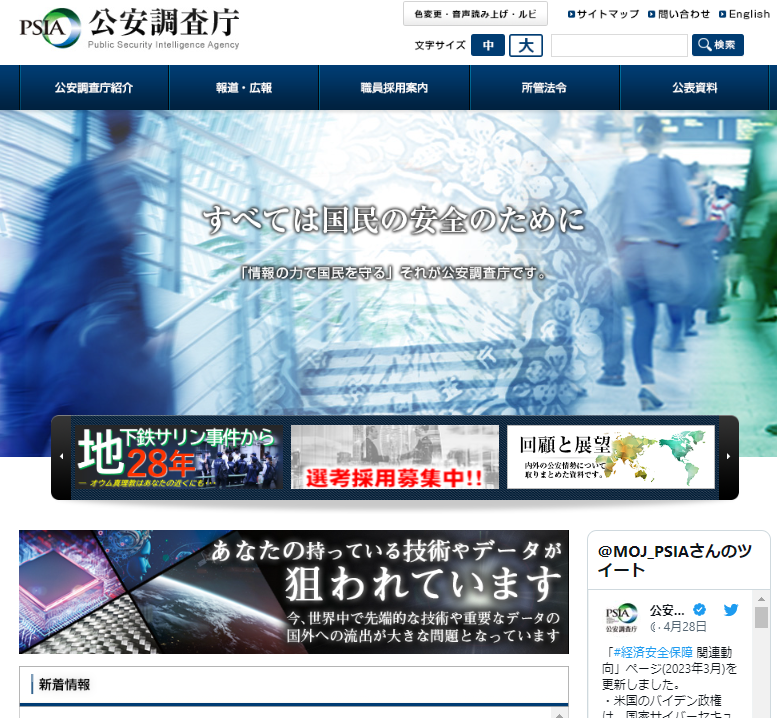 PSIA 公安調査庁
Public Security Intelligence Agency
色変更・音声読み上げ・ルビ
サイトマップ 問い合わせ English
文字サイズ 中 大 検索
公安調査庁紹介 報道・広報 職員採用案内 所管法令 公表資料
すべては国民の安全のために
「情報の力で国民を守る」それが公安調査庁です。
地下鉄サリン事件から
28年
ー オウム真理教はあなたの近くにも…
選考採用募集中!!
回顧と展望
内外の公安情勢について
取りまとめた資料です。
あなたの持っている技術やデータが
狙われています
今、世界中で先端的な技術や重要なデータの
国外への流出が大きな問題となっています
新着情報
@MOJ_PSIAさんのツ
イート
PSIA
公安調査庁
公安...
· 4月28日
「#経済安全保障 関連動
向」ページ(2023年3月)を
更新しました。
・米国のバイデン政権
は、国家サイバーセキュ